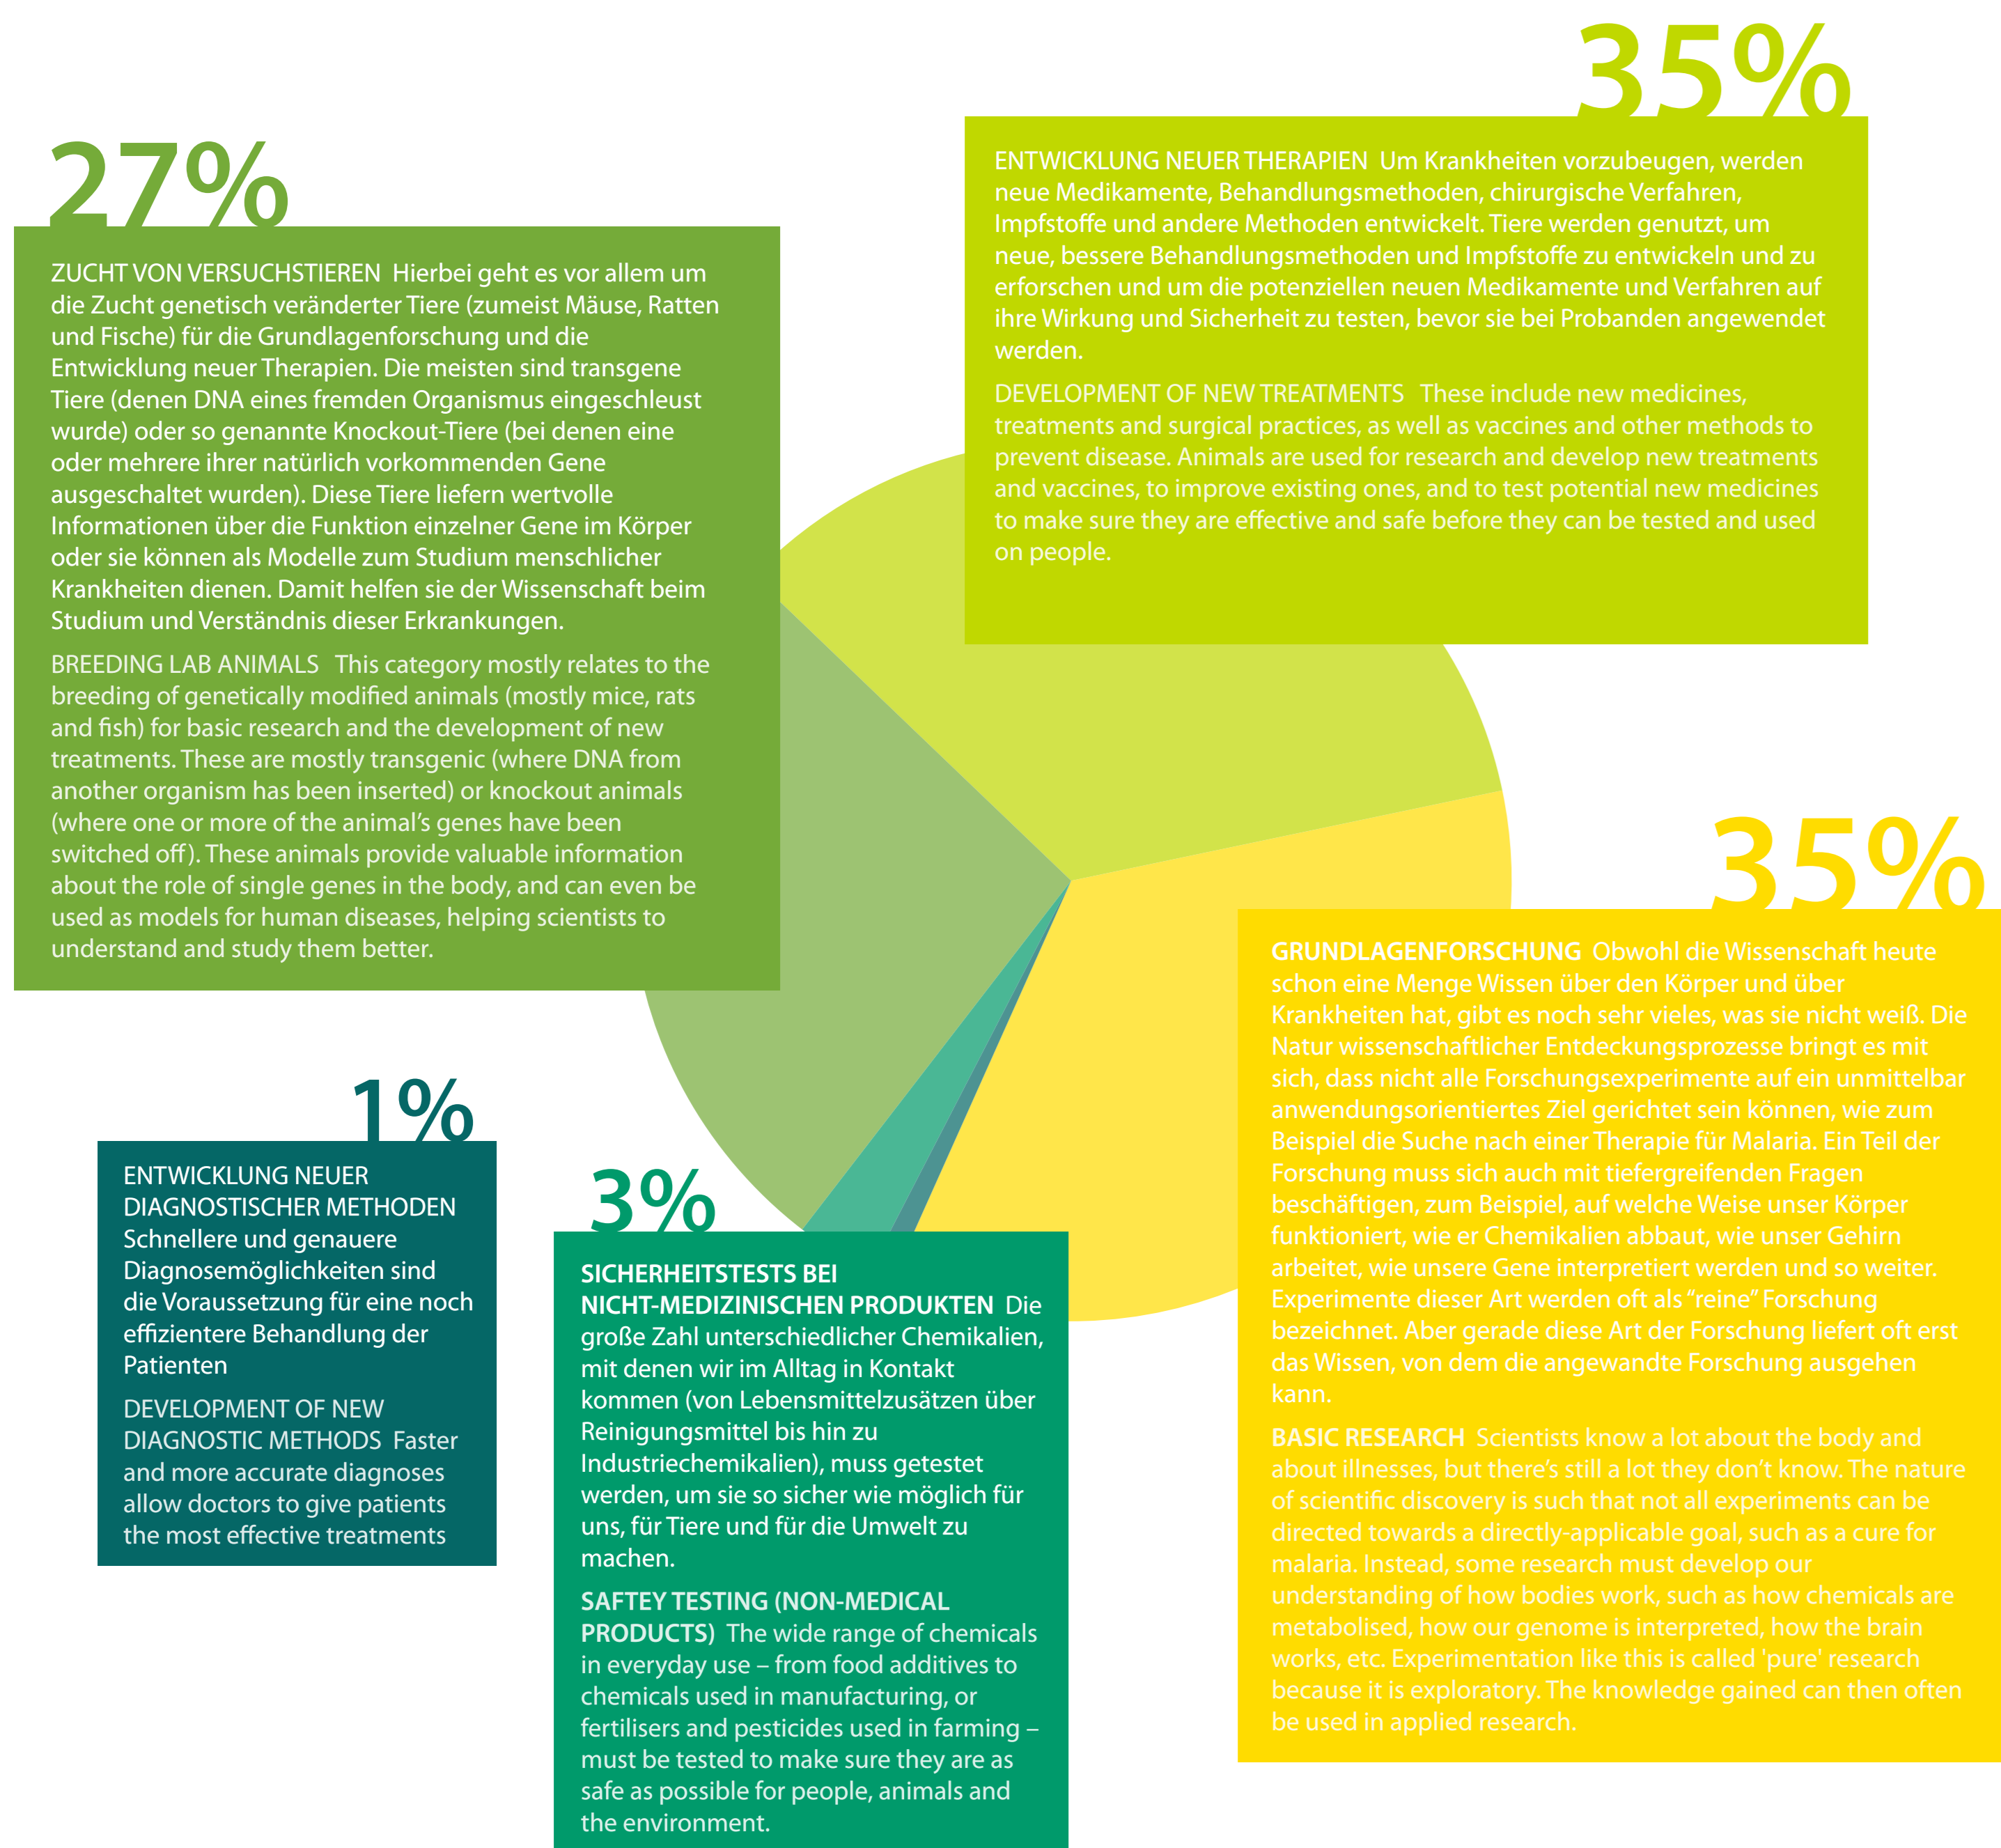 35%
ENTWICKLUNG NEUER THERAPIEN Um Krankheiten vorzubeugen, werden
neue Medikamente, Behandlungsmethoden, chirurgische Verfahren,
Impfstoffe und andere Methoden entwickelt. Tiere werden genutzt, um
neue, bessere Behandlungsmethoden und Impfstoffe zu entwickeln und zu
erforschen und um die potenziellen neuen Medikamente und Verfahren auf
ihre Wirkung und Sicherheit zu testen, bevor sie bei Probanden angewendet
werden.
DEVELOPMENT OF NEW TREATMENTS These include new medicines,
treatments and surgical practices, as well as vaccines and other methods to
prevent disease. Animals are used for research and develop new treatments
and vaccines, to improve existing ones, and to test potential new medicines
to make sure they are effective and safe before they can be tested and used
on people.
27%
ZUCHT VON VERSUCHSTIEREN Hierbei geht es vor allem um
die Zucht genetisch veränderter Tiere (zumeist Mäuse, Ratten
und Fische) für die Grundlagenforschung und die
Entwicklung neuer Therapien. Die meisten sind transgene
Tiere (denen DNA eines fremden Organismus eingeschleust
wurde) oder so genannte Knockout-Tiere (bei denen eine
oder mehrere ihrer natürlich vorkommenden Gene
ausgeschaltet wurden). Diese Tiere liefern wertvolle
Informationen über die Funktion einzelner Gene im Körper
oder sie können als Modelle zum Studium menschlicher
Krankheiten dienen. Damit helfen sie der Wissenschaft beim
Studium und Verständnis dieser Erkrankungen.
BREEDING LAB ANIMALS This category mostly relates to the
breeding of genetically modified animals (mostly mice, rats
and fish) for basic research and the development of new
treatments. These are mostly transgenic (where DNA from
another organism has been inserted) or knockout animals
(where one or more of the animal's genes have been
switched off). These animals provide valuable information
about the role of single genes in the body, and can even be
used as models for human diseases, helping scientists to
understand and study them better.
35%
GRUNDLAGENFORSCHUNG Obwohl die Wissenschaft heute
schon eine Menge Wissen über den Körper und über
Krankheiten hat, gibt es noch sehr vieles, was sie nicht weiß. Die
Natur wissenschaftlicher Entdeckungsprozesse bringt es mit
sich, dass nicht alle Forschungsexperimente auf ein unmittelbar
anwendungsorientiertes Ziel gerichtet sein können, wie zum
Beispiel die Suche nach einer Therapie für Malaria. Ein Teil der
Forschung muss sich auch mit tiefergreifenden Fragen
beschäftigen, zum Beispiel, auf welche Weise unser Körper
funktioniert, wie er Chemikalien abbaut, wie unser Gehirn
arbeitet, wie unsere Gene interpretiert werden und so weiter.
Experimente dieser Art werden oft als “reine” Forschung
bezeichnet. Aber gerade diese Art der Forschung liefert oft erst
das Wissen, von dem die angewandte Forschung ausgehen
kann.
BASIC RESEARCH Scientists know a lot about the body and
about illnesses, but there's still a lot they don't know. The nature
of scientific discovery is such that not all experiments can be
directed towards a directly-applicable goal, such as a cure for
malaria. Instead, some research must develop our
understanding of how bodies work, such as how chemicals are
metabolised, how our genome is interpreted, how the brain
works, etc. Experimentation like this is called 'pure' research
because it is exploratory. The knowledge gained can then often
be used in applied research.
1%
ENTWICKLUNG NEUER
DIAGNOSTISCHER METHODEN
Schnellere und genauere
Diagnosemöglichkeiten sind
die Voraussetzung für eine noch
effizientere Behandlung der
Patienten
DEVELOPMENT OF NEW
DIAGNOSTIC METHODS Faster
and more accurate diagnoses
allow doctors to give patients
the most effective treatments
3%
SICHERHEITSTESTS BEI
NICHT-MEDIZINISCHEN PRODUKTEN Die
große Zahl unterschiedlicher Chemikalien,
mit denen wir im Alltag in Kontakt
kommen (von Lebensmittelzusätzen über
Reinigungsmittel bis hin zu
Industriechemikalien), muss getestet
werden, um sie so sicher wie möglich für
uns, für Tiere und für die Umwelt zu
machen.
SAFTEY TESTING (NON-MEDICAL
PRODUCTS) The wide range of chemicals
in everyday use – from food additives to
chemicals used in manufacturing, or
fertilisers and pesticides used in farming –
must be tested to make sure they are as
safe as possible for people, animals and
the environment.